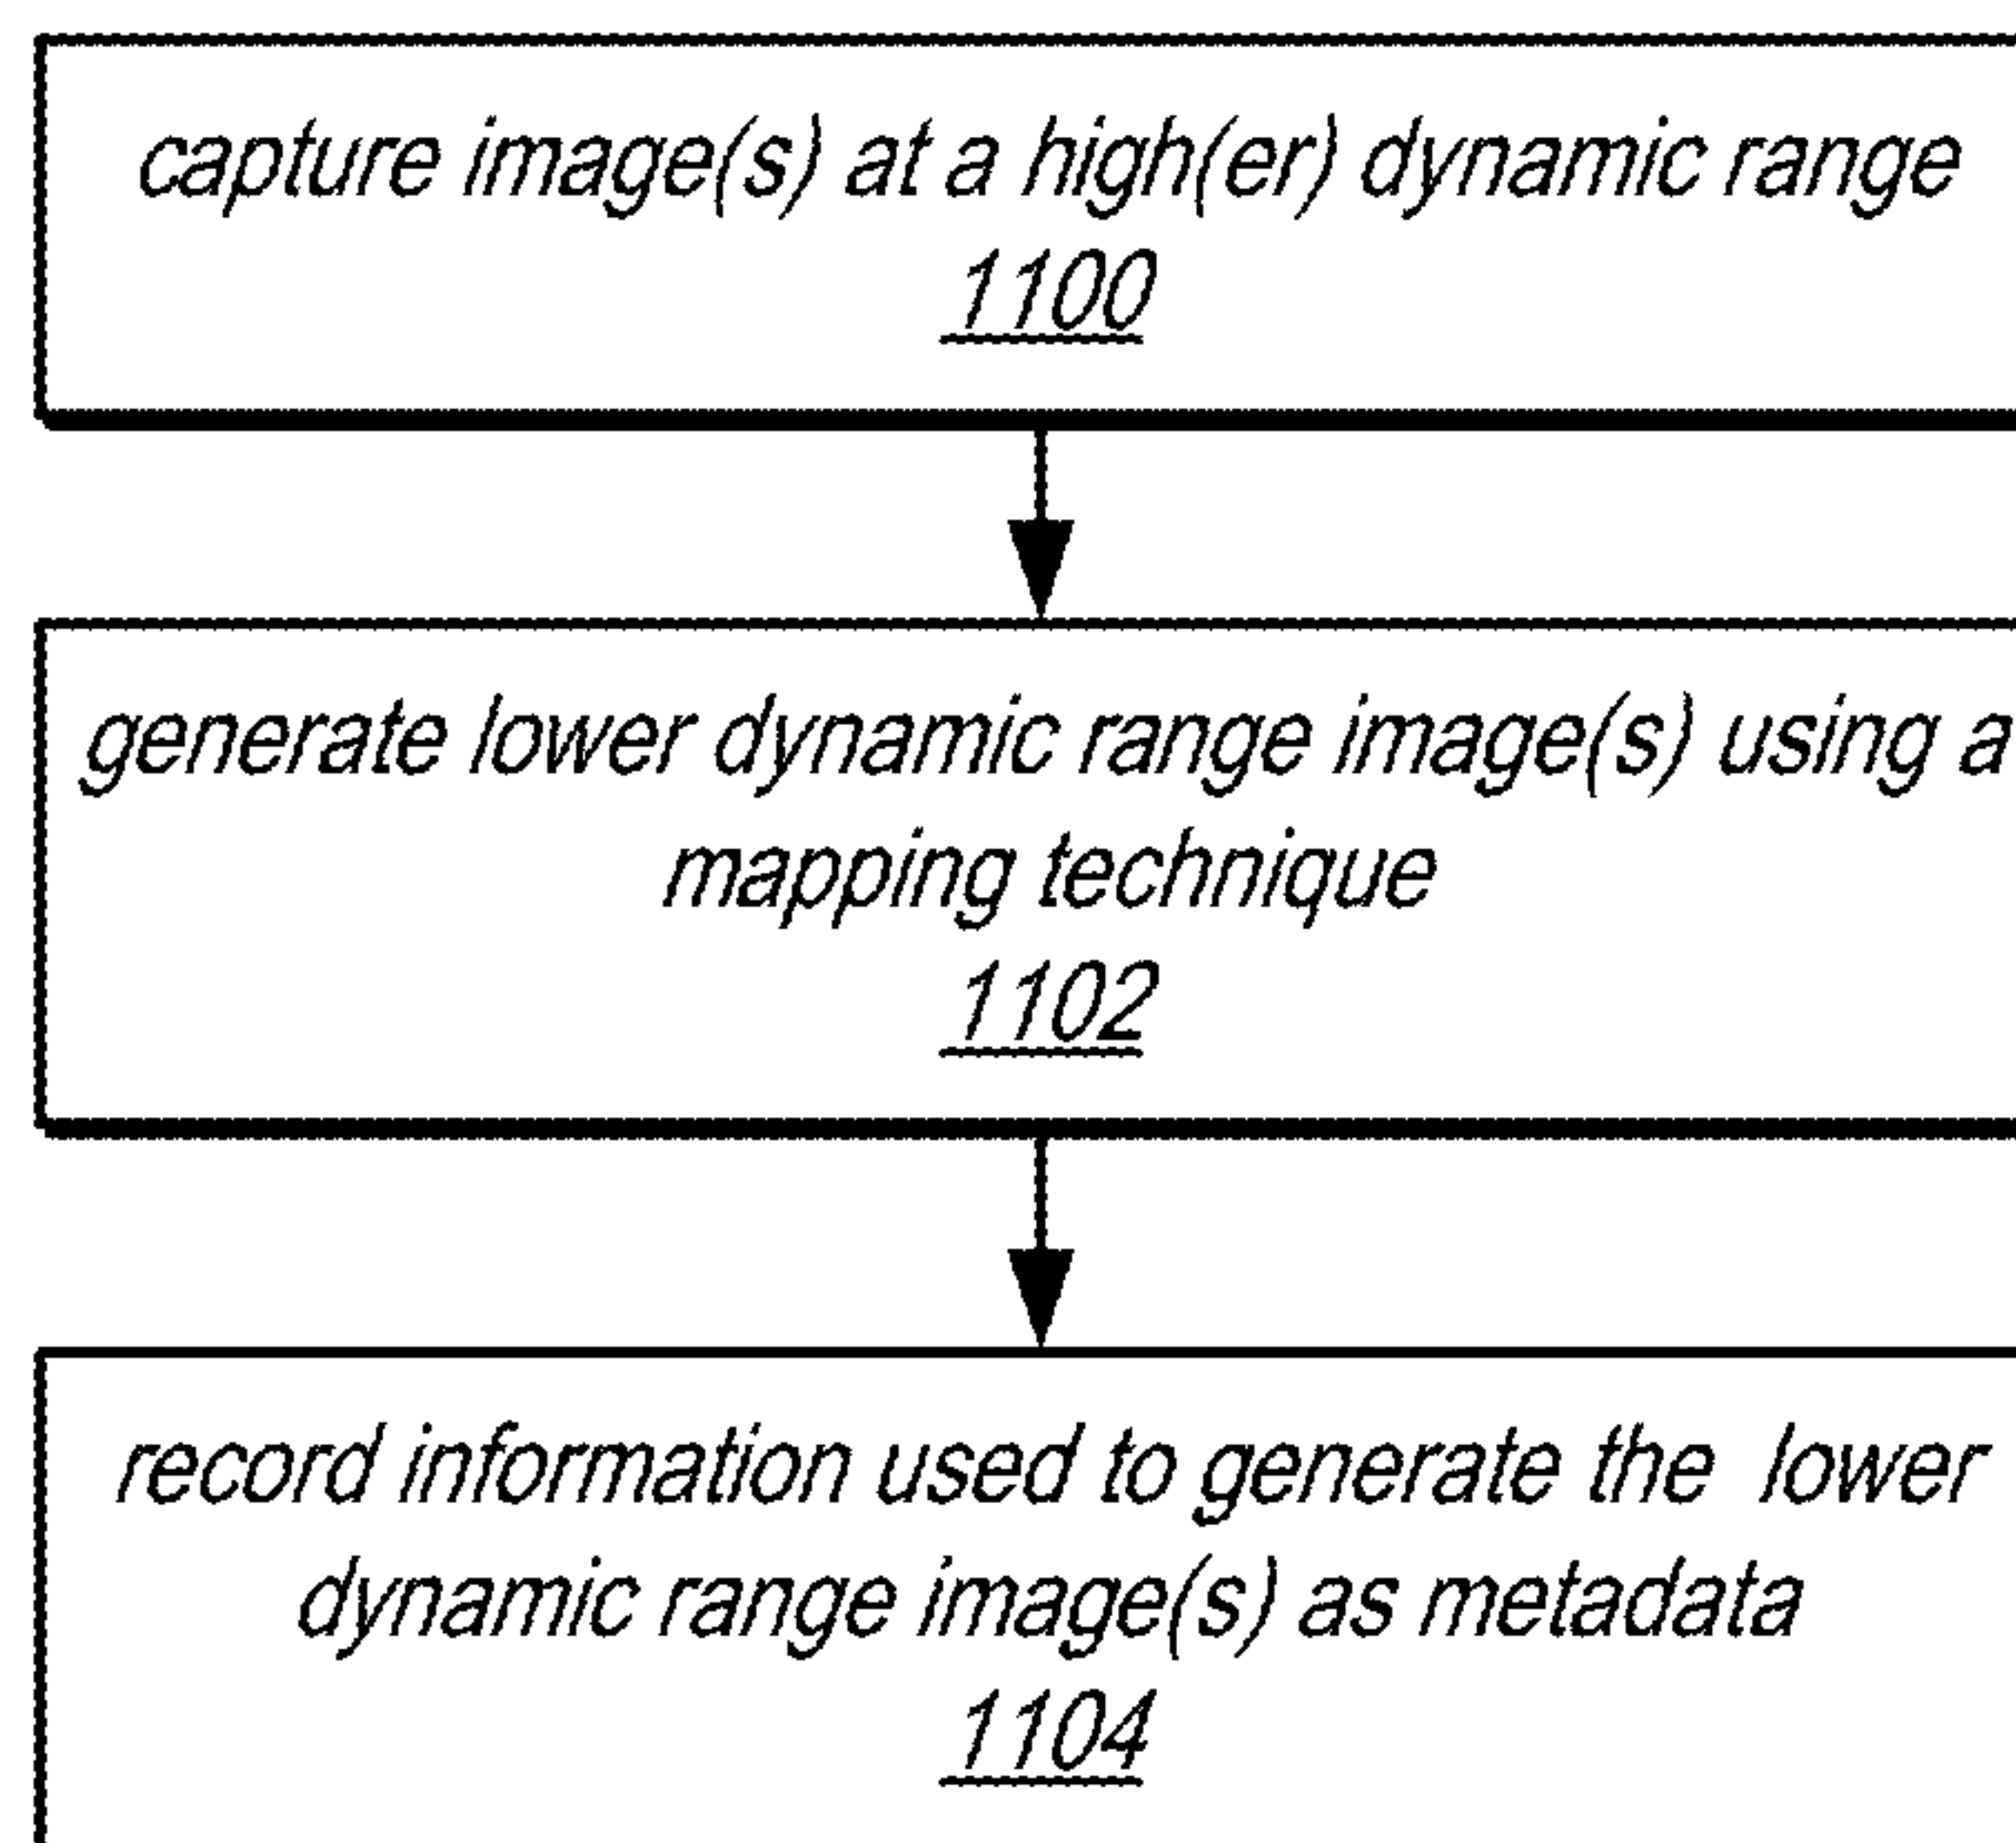 capture image(s) at a high(er) dynamic range
1100
generate lower dynamic range image(s) using a
mapping technique
1102
record information used to generate the lower
dynamic range image(s) as metadata
1104